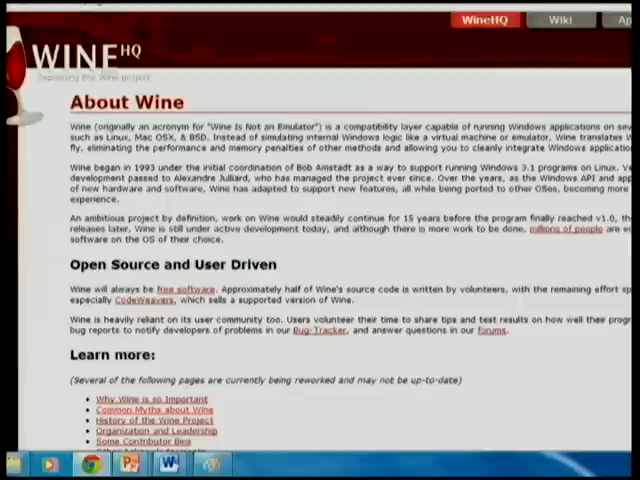 WineHQ
Wiki
Ap
WINE HQ
About Wine
Wine (originally an acronym for "Wine Is Not an Emulator") is a compatibility layer capable of running Windows applications on sev
such as Linux, Mac OSX, & BSD. Instead of simulating internal Windows logic like a virtual machine or emulator, Wine translates W
fly, eliminating the performance and memory penalties of other methods and allowing you to cleanly integrate Windows applicatio
Wine began in 1993 under the initial coordination of Bob Amstadt as a way to support running Windows 3.1 programs on Linux. Ve
development passed to Alexandre Julliard, who has managed the project ever since. Over the years, as the Windows API and app
of new hardware and software, Wine has adapted to support new features, all while being ported to other OSes, becoming more
experience.
An ambitious project by definition, work on Wine would steadily continue for 15 years before the program finally reached v1.0, the
releases later, Wine is still under active development today, and although there is more work to be done, millions of people are es
software on the OS of their choice.
Open Source and User Driven
Wine will always be free software. Approximately half of Wine's source code is written by volunteers, with the remaining effort sp
especially CodeWeavers, which sells a supported version of Wine.
Wine is heavily reliant on its user community too. Users volunteer their time to share tips and test results on how well their progr
bug reports to notify developers of problems in our Bug-Tracker, and answer questions in our forums.
Learn more:
(Several of the following pages are currently being reworked and may not be up-to-date)
• Why Wine is so Important
• Common Myths about Wine
• History of the Wine Project
• Organization and Leadership
• Some Contributor Bios